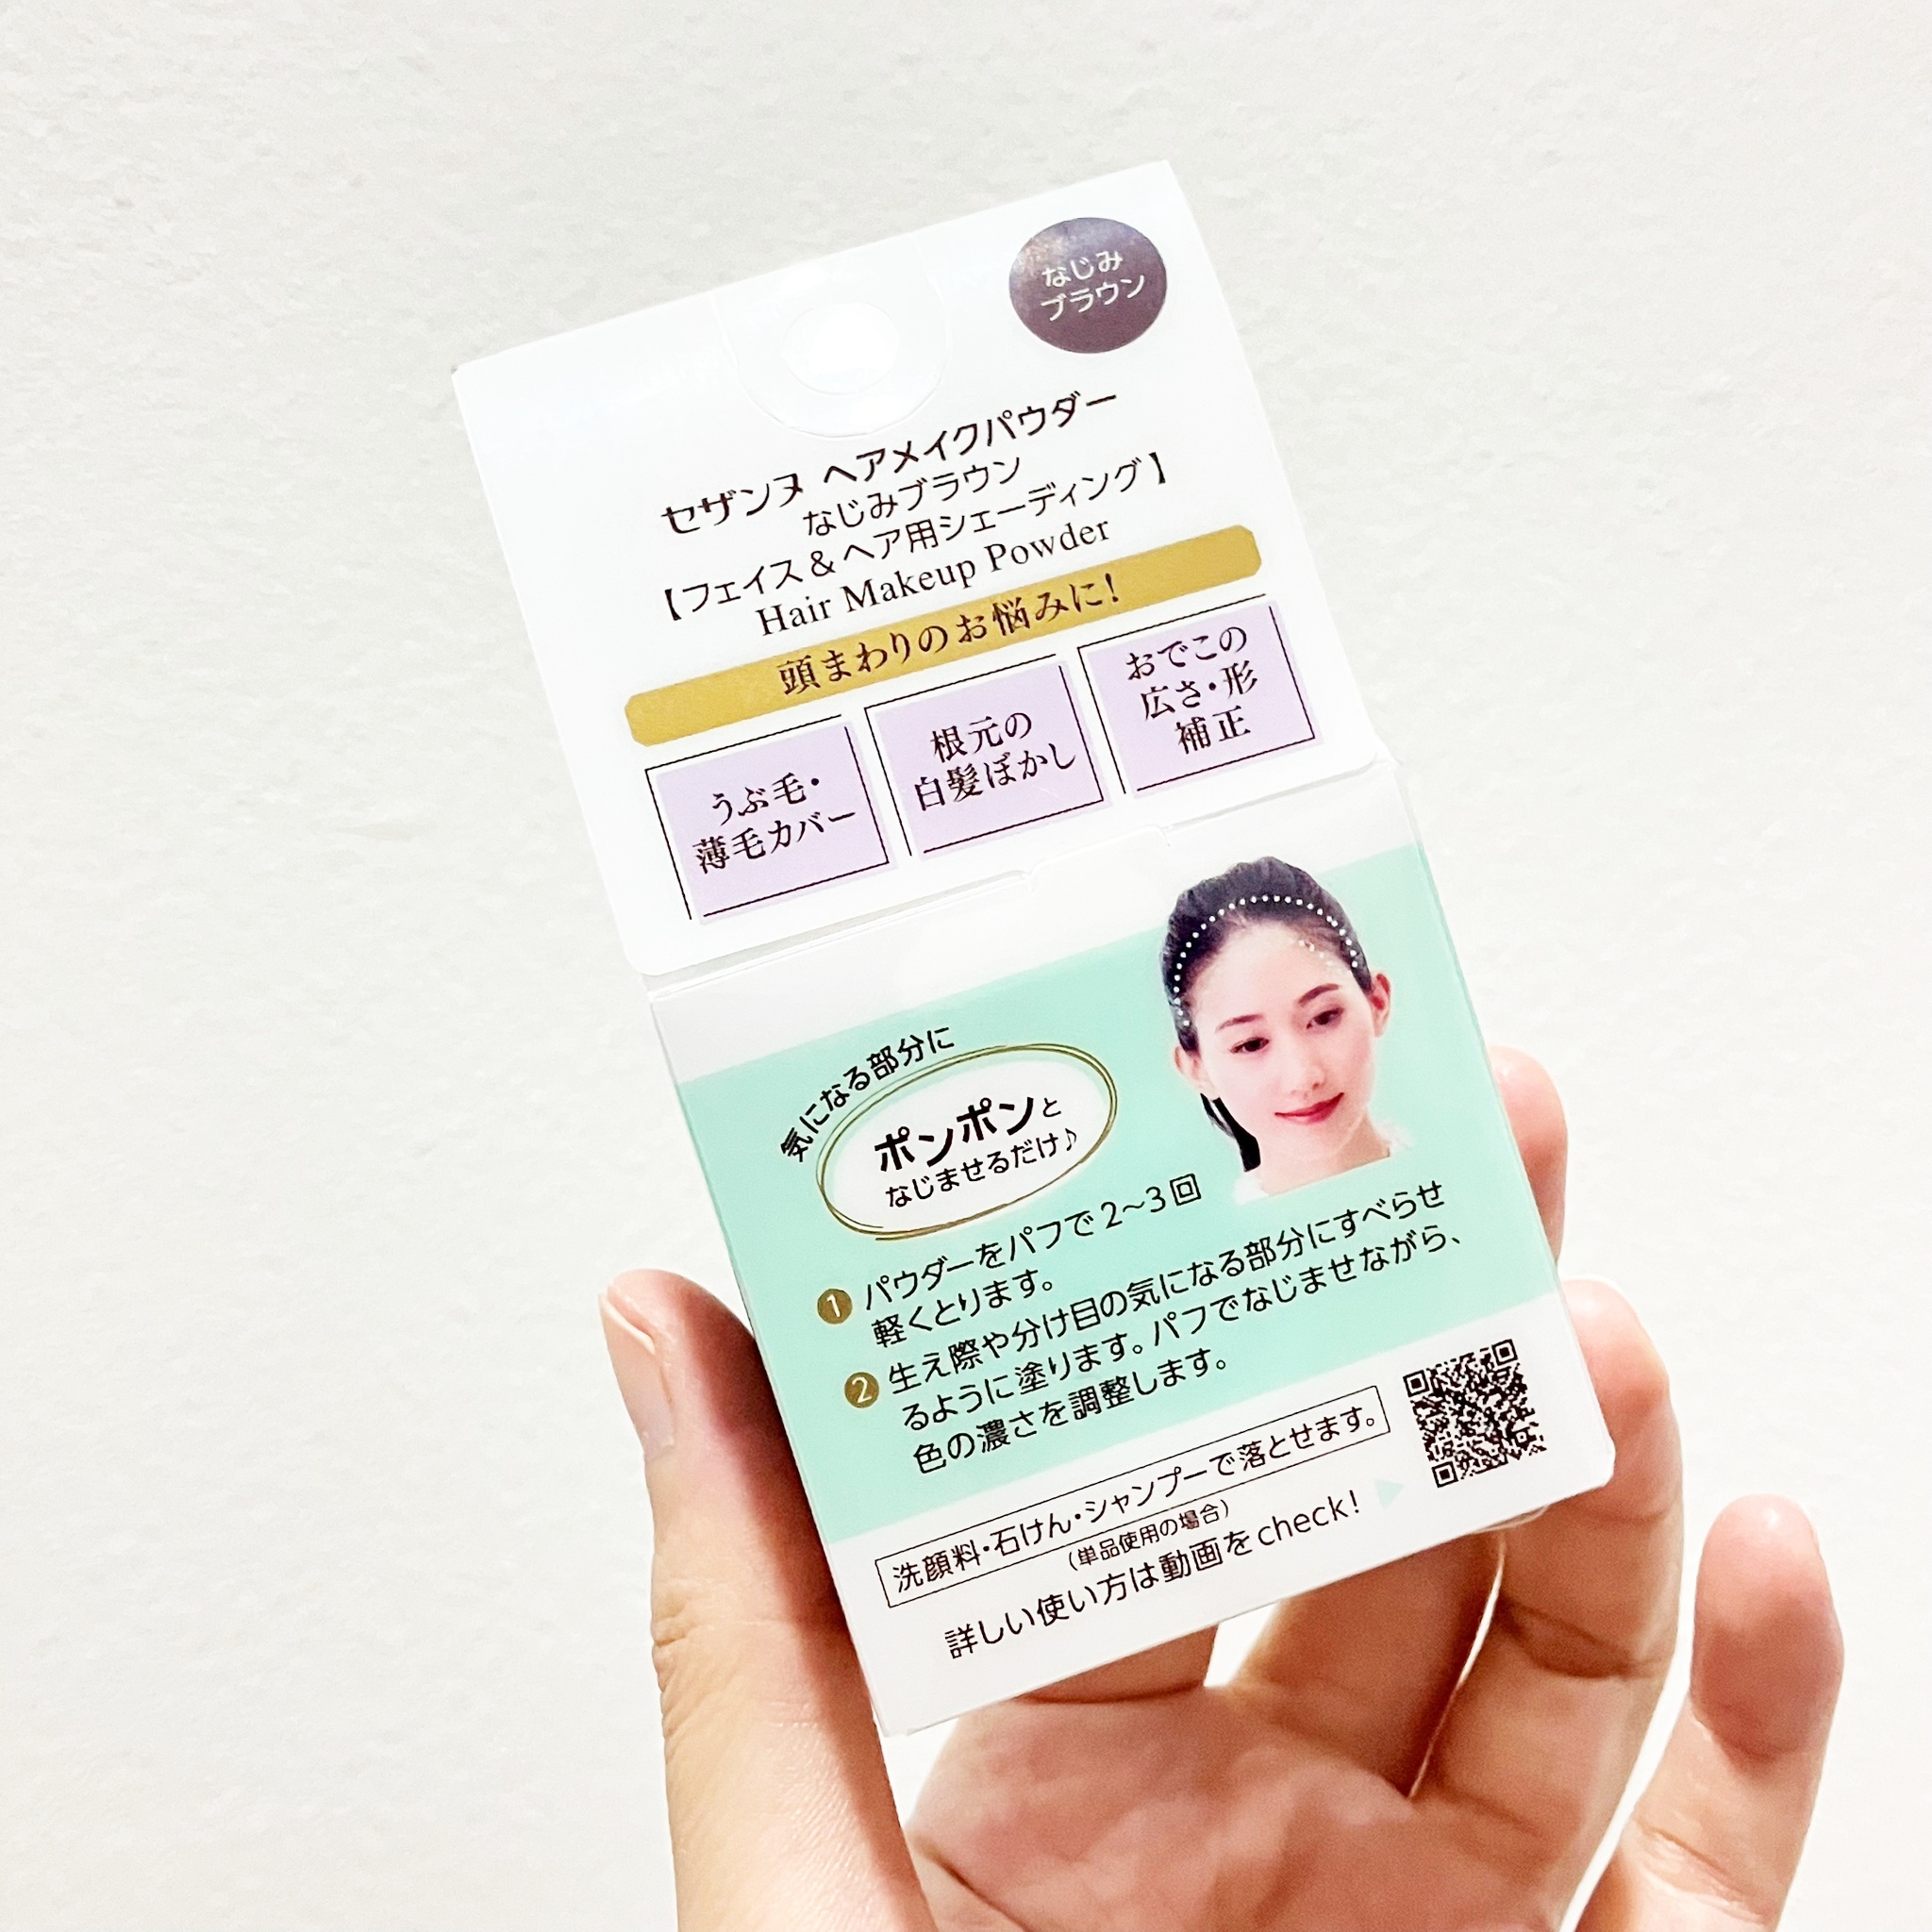 なじみ
ブラウン
セザンヌ ヘアメイクパウダー
なじみブラウン
【フェイス&ヘア用シェーディング】
Hair Makeup Powder
頭まわりのお悩みに!
うぶ毛・
薄毛カバー
根元の
白髪ぼかし
おでこの
広さ・形
補正
気になる部分に
ポンポンと
なじませるだけ♪
1 パウダーをパフで2~3回
軽くとります。
2 生え際や分け目の気になる部分にすべらせ
るように塗ります。パフでなじませながら、
色の濃さを調整します。
洗顔料・石けん・シャンプーで落とせます。
(単品使用の場合)
詳しい使い方は動画をcheck!